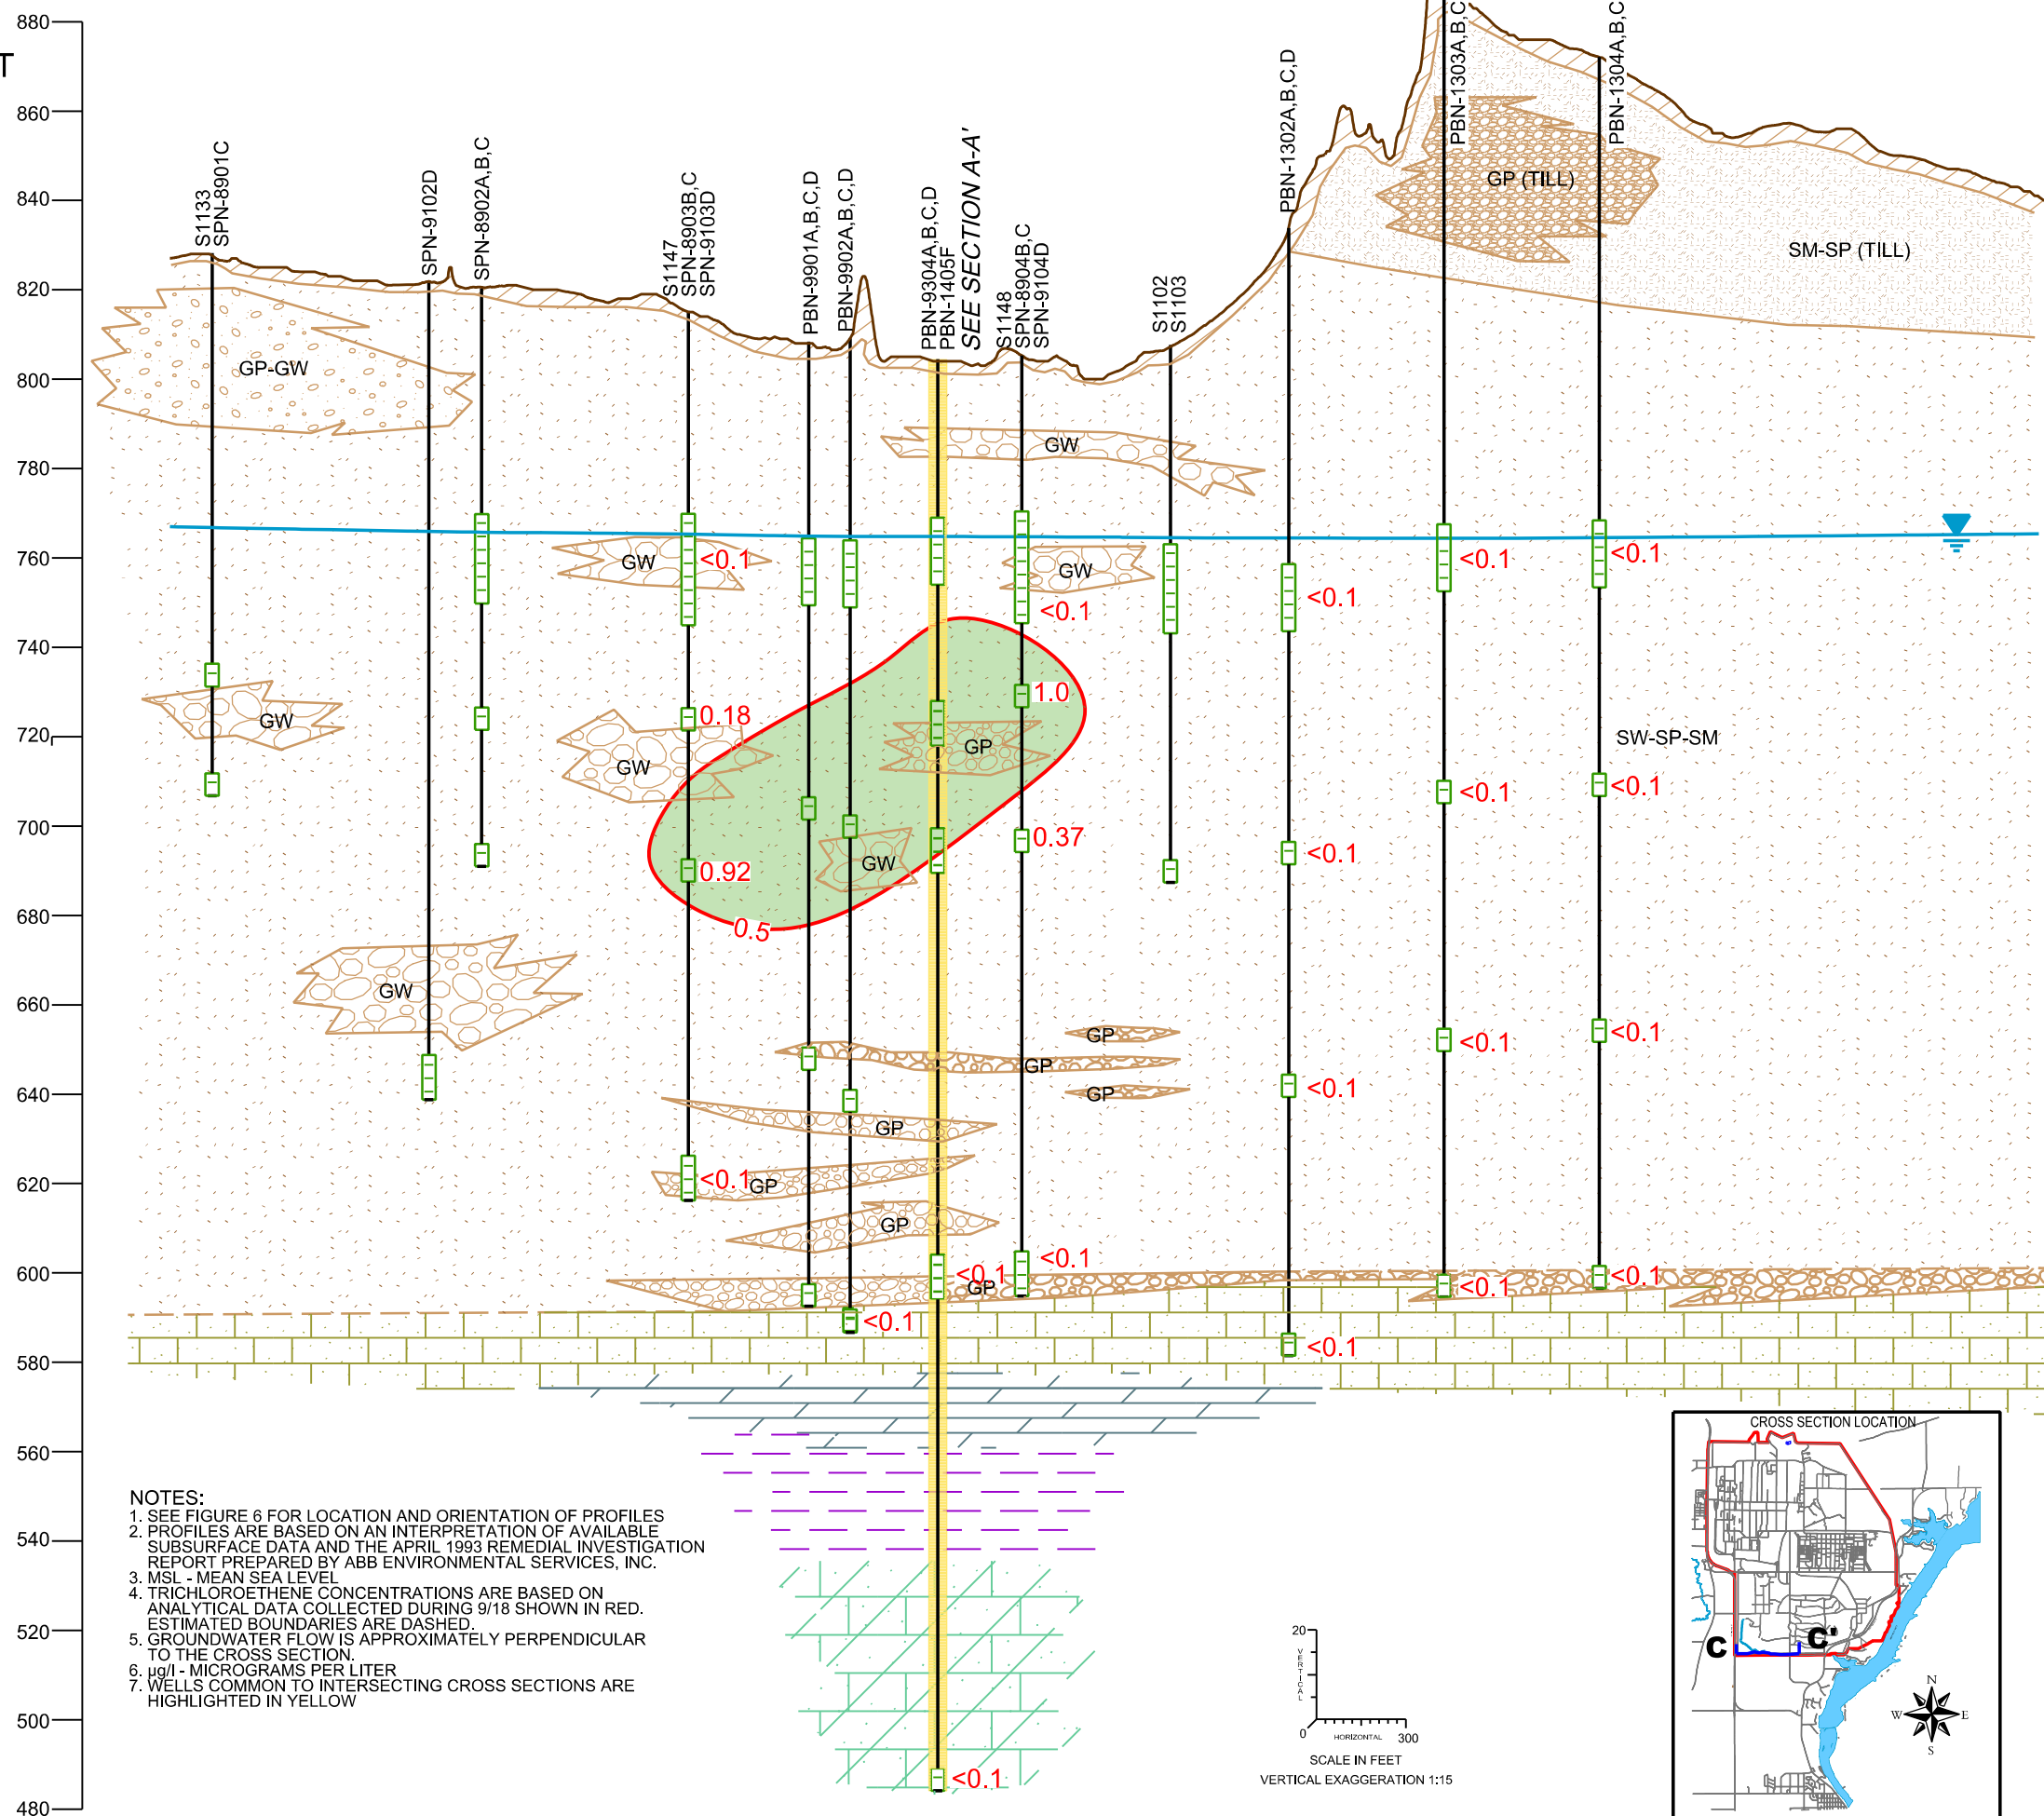 T
880
860
840
820
800
780
760
740
720
700
680
660
640
620
600
580
560
540
520
500
480
S1133
SPN-8901C
SPN-9102D
SPN-8902A,B,C
S1147
SPN-8903B,C
SPN-9103D
PBN-9901A,B,C,D
PBN-9902A,B,C,D
PBN-9304A,B,C,D
PBN-1405F
SEE SECTION A-A'
S1148
SPN-8904B,C
SPN-9104D
S1102
S1103
PBN-1302A,B,C,D
PBN-1303A,B,C
PBN-1304A,B,C
GP (TILL)
SM-SP (TILL)
GP-GW
GW
GW
<0.1
GW
<0.1
<0.1
<0.1
<0.1
GW
0.18
GW
GP
1.0
SW-SP-SM
<0.1
<0.1
0.92
GW
0.37
<0.1
0.5
GW
GP
GP
GP
<0.1
<0.1
<0.1
GP
<0.1
GP
GP
<0.1
<0.1
GP
<0.1
<0.1
<0.1
<0.1
<0.1
NOTES:
1. SEE FIGURE 6 FOR LOCATION AND ORIENTATION OF PROFILES
2. PROFILES ARE BASED ON AN INTERPRETATION OF AVAILABLE
SUBSURFACE DATA AND THE APRIL 1993 REMEDIAL INVESTIGATION
REPORT PREPARED BY ABB ENVIRONMENTAL SERVICES, INC.
3. MSL - MEAN SEA LEVEL
4. TRICHLOROETHENE CONCENTRATIONS ARE BASED ON
ANALYTICAL DATA COLLECTED DURING 9/18 SHOWN IN RED.
ESTIMATED BOUNDARIES ARE DASHED.
5. GROUNDWATER FLOW IS APPROXIMATELY PERPENDICULAR
TO THE CROSS SECTION.
6. µg/l - MICROGRAMS PER LITER
7. WELLS COMMON TO INTERSECTING CROSS SECTIONS ARE
HIGHLIGHTED IN YELLOW
20
VERTICAL
0
HORIZONTAL
300
SCALE IN FEET
VERTICAL EXAGGERATION 1:15
CROSS SECTION LOCATION
C
C'
N
W
E
S